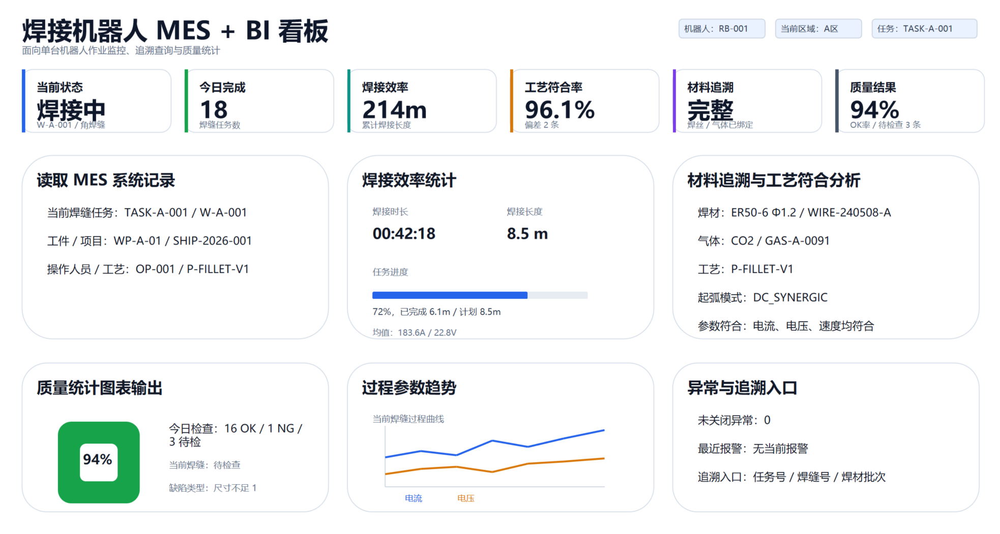 焊接机器人 MES + BI 看板
面向单台机器人作业监控、追溯查询与质量统计
机器人：RB-001
当前区域：A区
任务：TASK-A-001
当前状态
焊接中
W-A-001 / 角焊缝
今日完成
18
焊缝任务数
焊接效率
214m
累计焊接长度
工艺符合率
96.1%
偏差 2 条
材料追溯
完整
焊丝 / 气体已绑定
质量结果
94%
OK率 / 待检查 3 条
读取 MES 系统记录
当前焊缝任务：TASK-A-001 / W-A-001
工件 / 项目：WP-A-01 / SHIP-2026-001
操作人员 / 工艺：OP-001 / P-FILLET-V1
焊接效率统计
焊接时长
焊接长度
00:42:18
8.5 m
任务进度
72%，已完成 6.1m / 计划 8.5m
均值：183.6A / 22.8V
材料追溯与工艺符合分析
焊材：ER50-6 Φ1.2 / WIRE-240508-A
气体：CO2 / GAS-A-0091
工艺：P-FILLET-V1
起弧模式：DC_SYNERGIC
参数符合：电流、电压、速度均符合
质量统计图表输出
94%
今日检查：16 OK / 1 NG /
3 待检
当前焊缝：待检查
缺陷类型：尺寸不足 1
过程参数趋势
当前焊缝过程曲线
电流
电压
异常与追溯入口
未关闭异常：0
最近报警：无当前报警
追溯入口：任务号 / 焊缝号 / 焊材批次